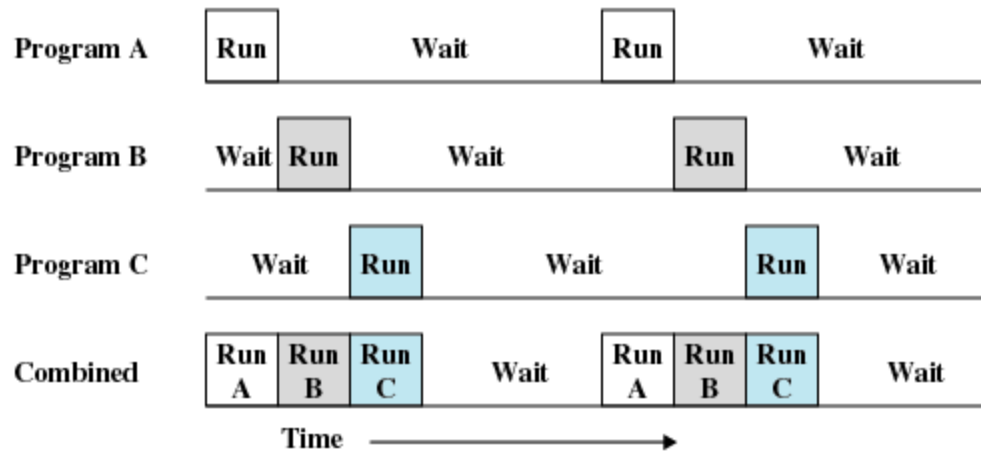 Program A Run Wait Run Wait
Program B Wait Run Wait Run Wait
Program C Wait Run Wait Run Wait
Combined Run A Run B Run C Wait Run A Run B Run C Wait
Time